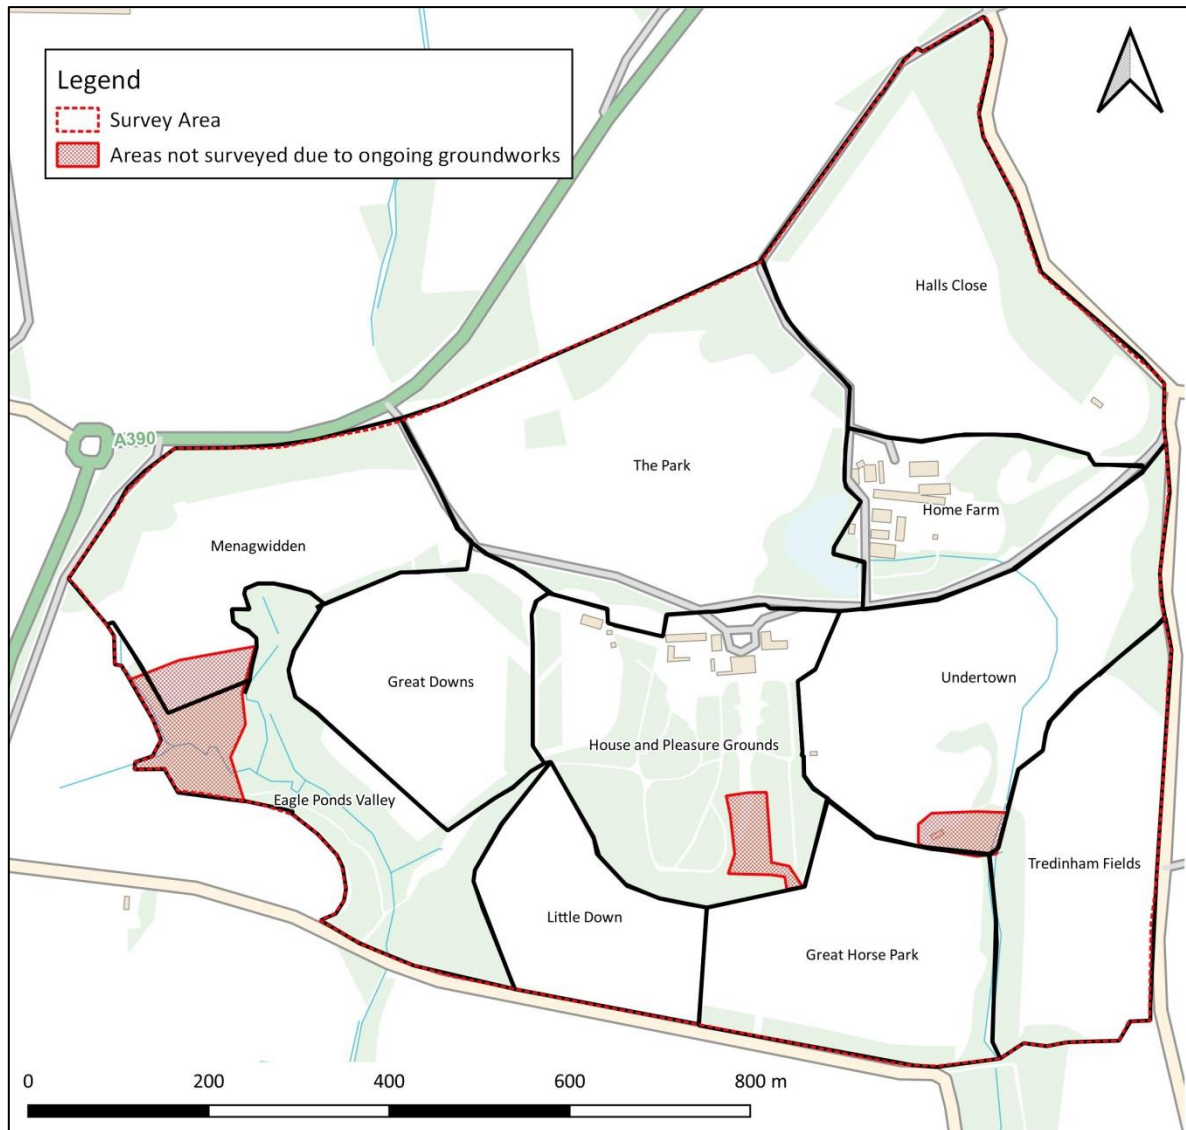 Legend
Survey Area
Areas not surveyed due to ongoing groundworks
Halls Close
A390
The Park
Home Farm
Menagwidden
Undertown
Great Downs
House and Pleasure Grounds
Eagle Ponds Valley
Tredinham Fields
Little Down
Great Horse Park
0 200 400 600 800 m